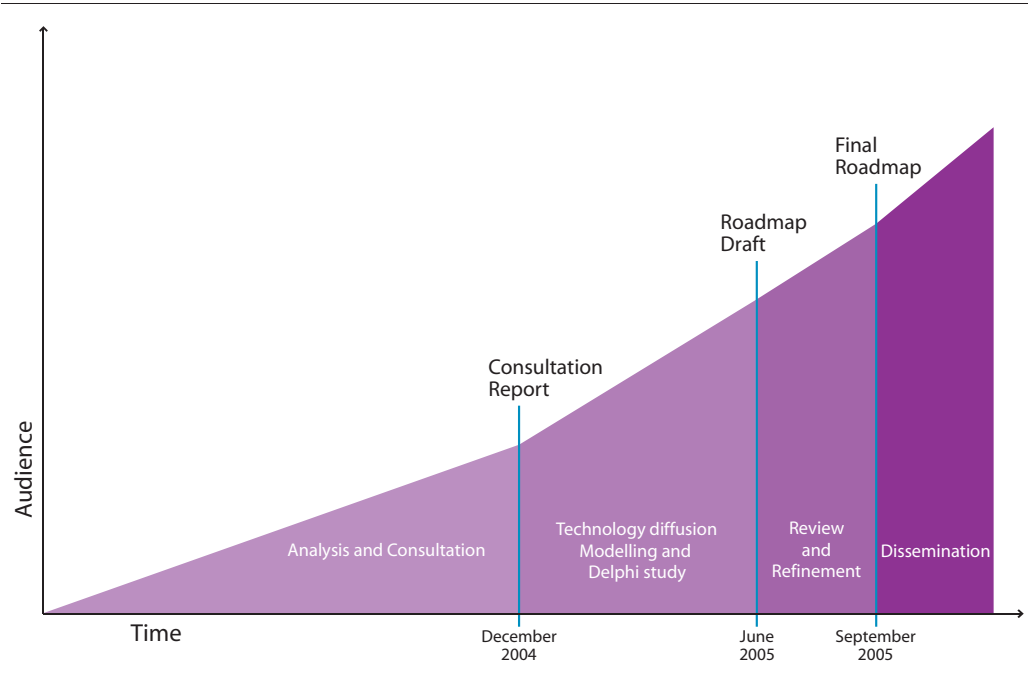 Final
Roadmap
Roadmap
Draft
Consultation
Report
Audience
Analysis and Consultation
Technology diffusion
Modelling and
Delphi study
Review
and
Refinement
Dissemination
Time
December
2004
June
2005
September
2005